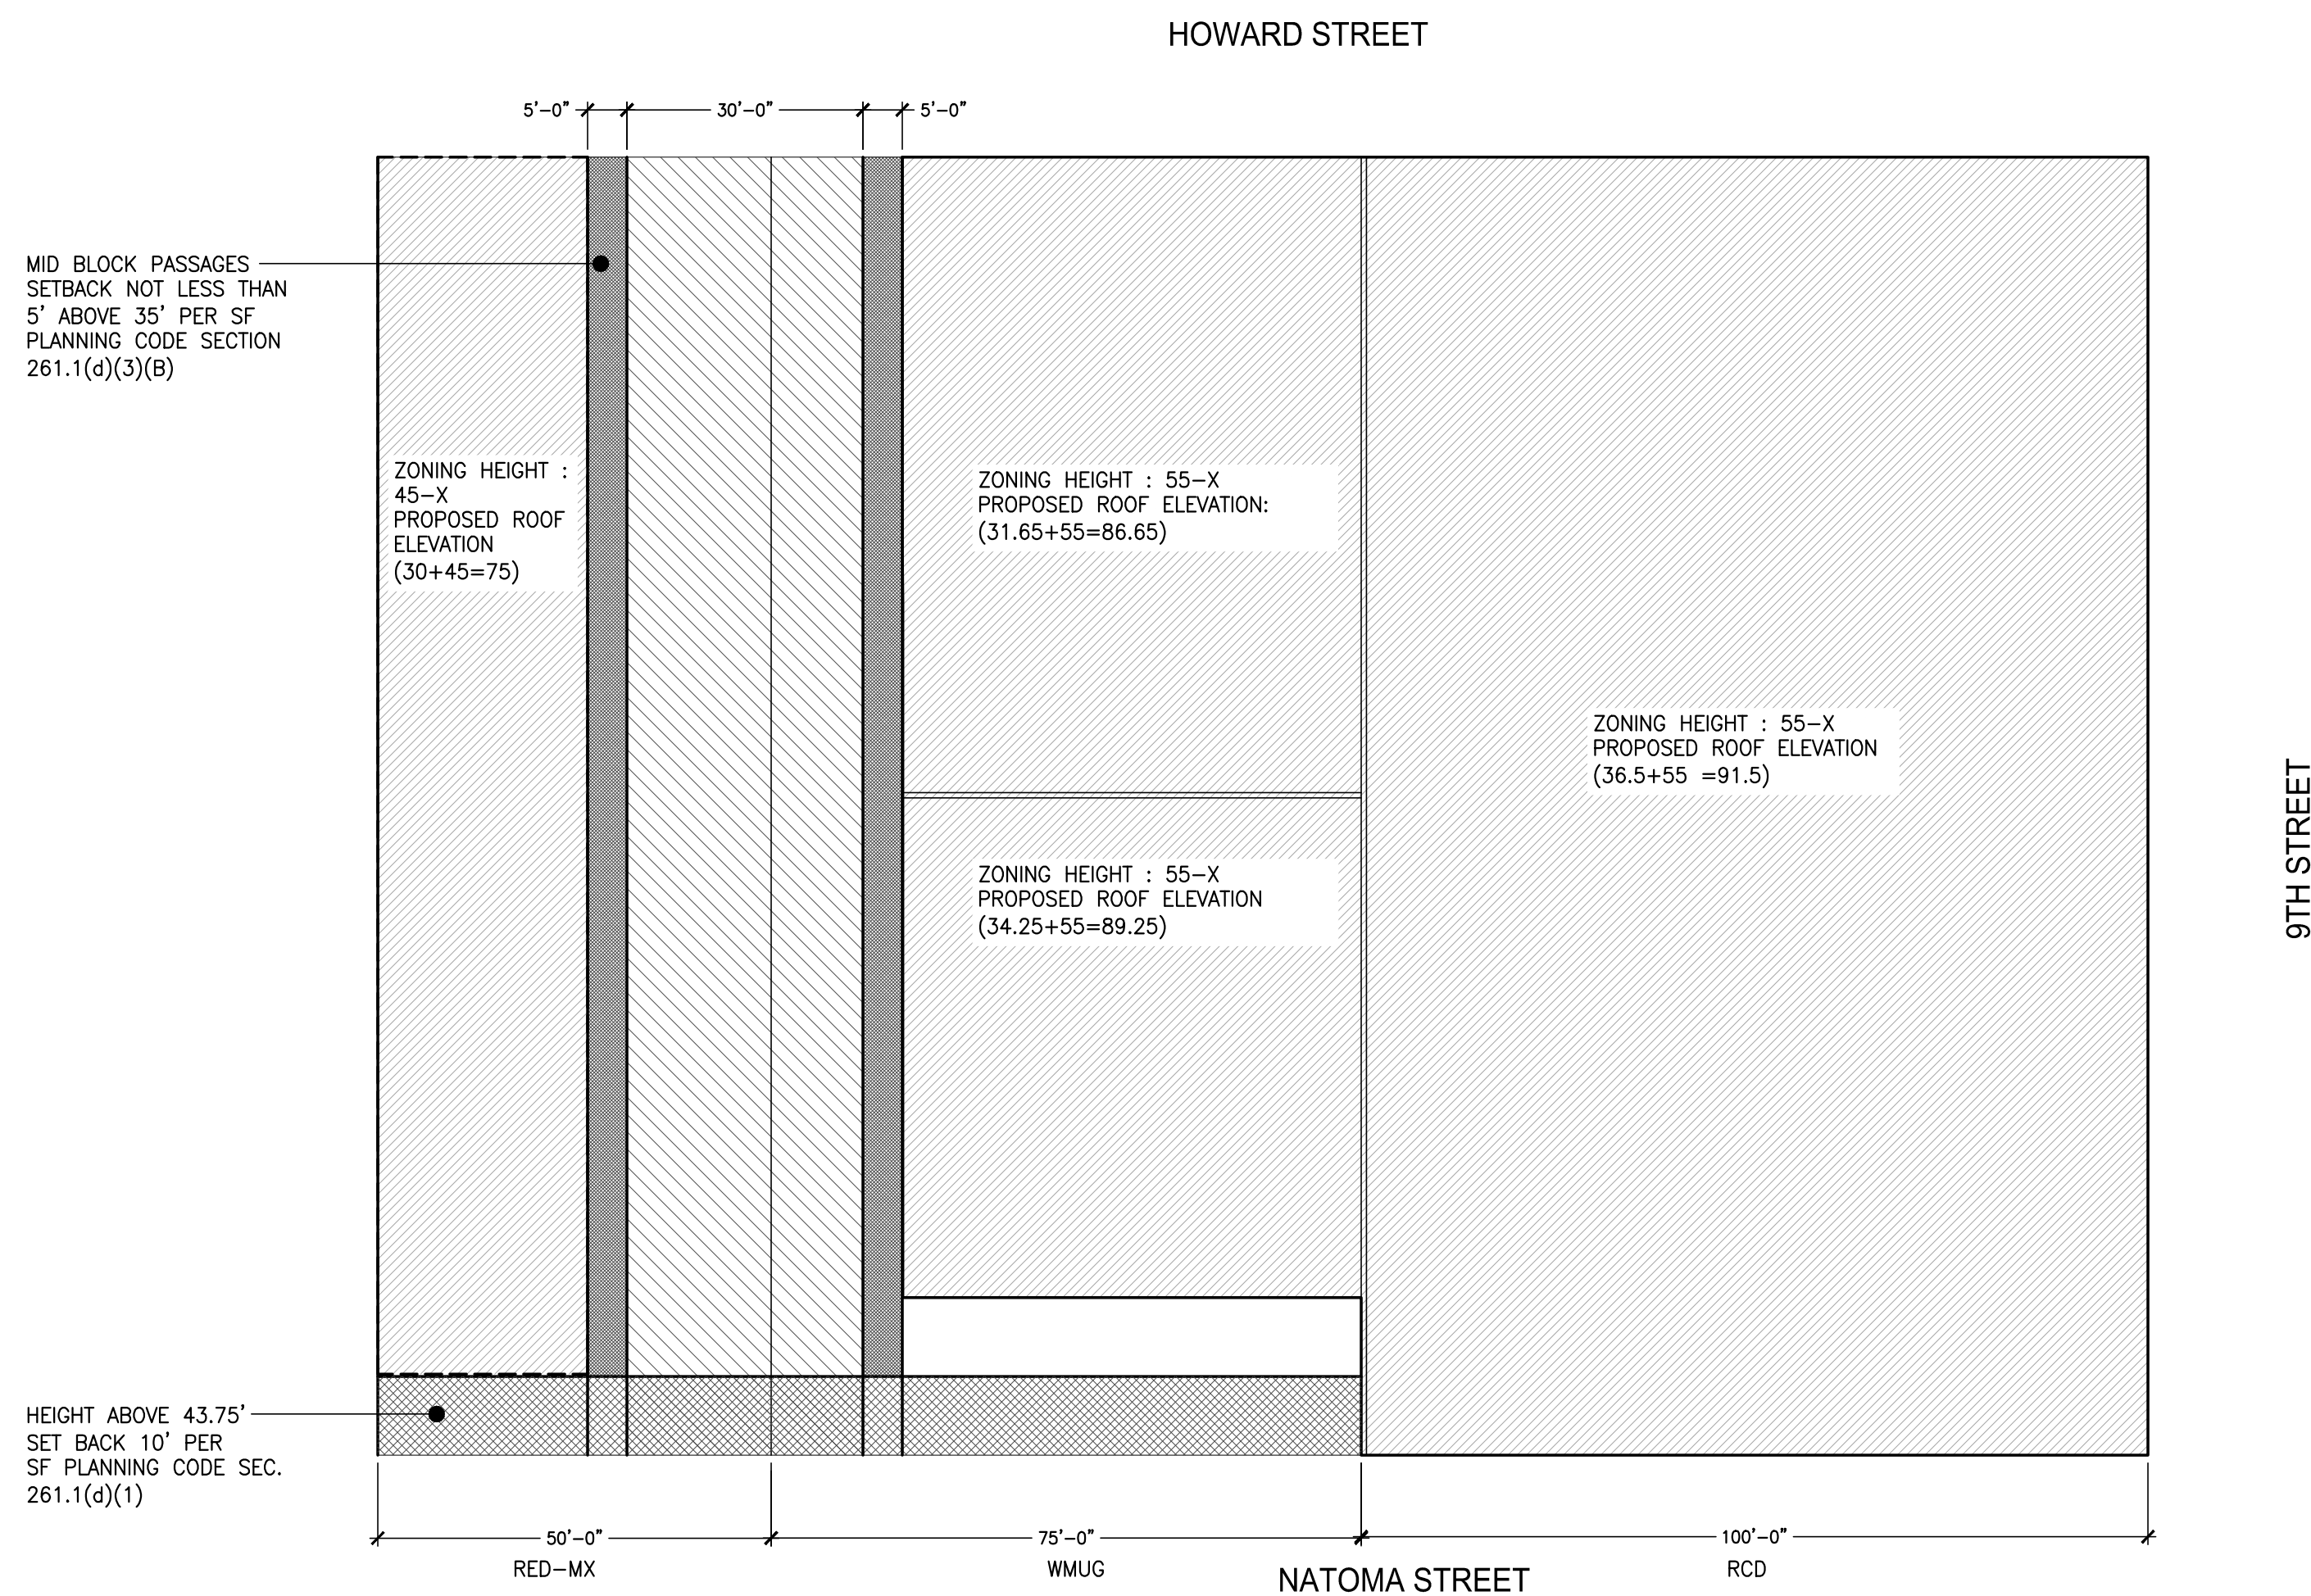 HOWARD STREET
5'-0"
30'-0"
5'-0"
MID BLOCK PASSAGES
SETBACK NOT LESS THAN
5' ABOVE 35' PER SF
PLANNING CODE SECTION
261.1(d)(3)(B)
ZONING HEIGHT :
45-X
PROPOSED ROOF
ELEVATION
(30+45=75)
ZONING HEIGHT : 55-X
PROPOSED ROOF ELEVATION:
(31.65+55=86.65)
ZONING HEIGHT : 55-X
PROPOSED ROOF ELEVATION
(36.5+55 =91.5)
9TH STREET
ZONING HEIGHT : 55-X
PROPOSED ROOF ELEVATION
(34.25+55=89.25)
HEIGHT ABOVE 43.75'
SET BACK 10' PER
SF PLANNING CODE SEC.
261.1(d)(1)
50'-0"
75'-0"
100'-0"
RED-MX
WMUG
RCD
NATOMA STREET